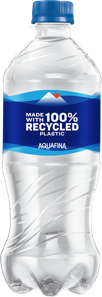 MADE
WITH 100%
RECYCLED
PLASTIC
AQUAFINA